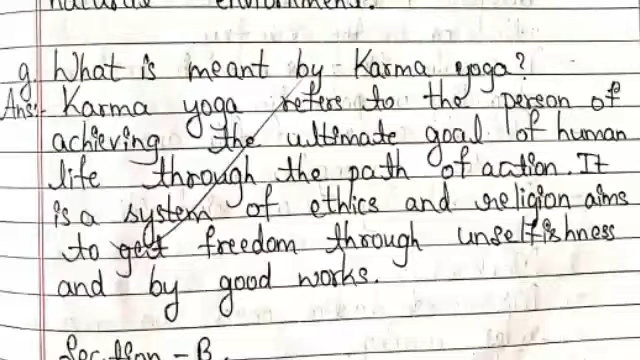 natural environment.
g. What is meant by Karma yoga?
Ans:- Karma yoga refers to the person of
achieving the ultimate goal of human
life through the path of action. It
is a system of ethics and religion aims
to get freedom through unselfishness
and by good works.
Section - B.